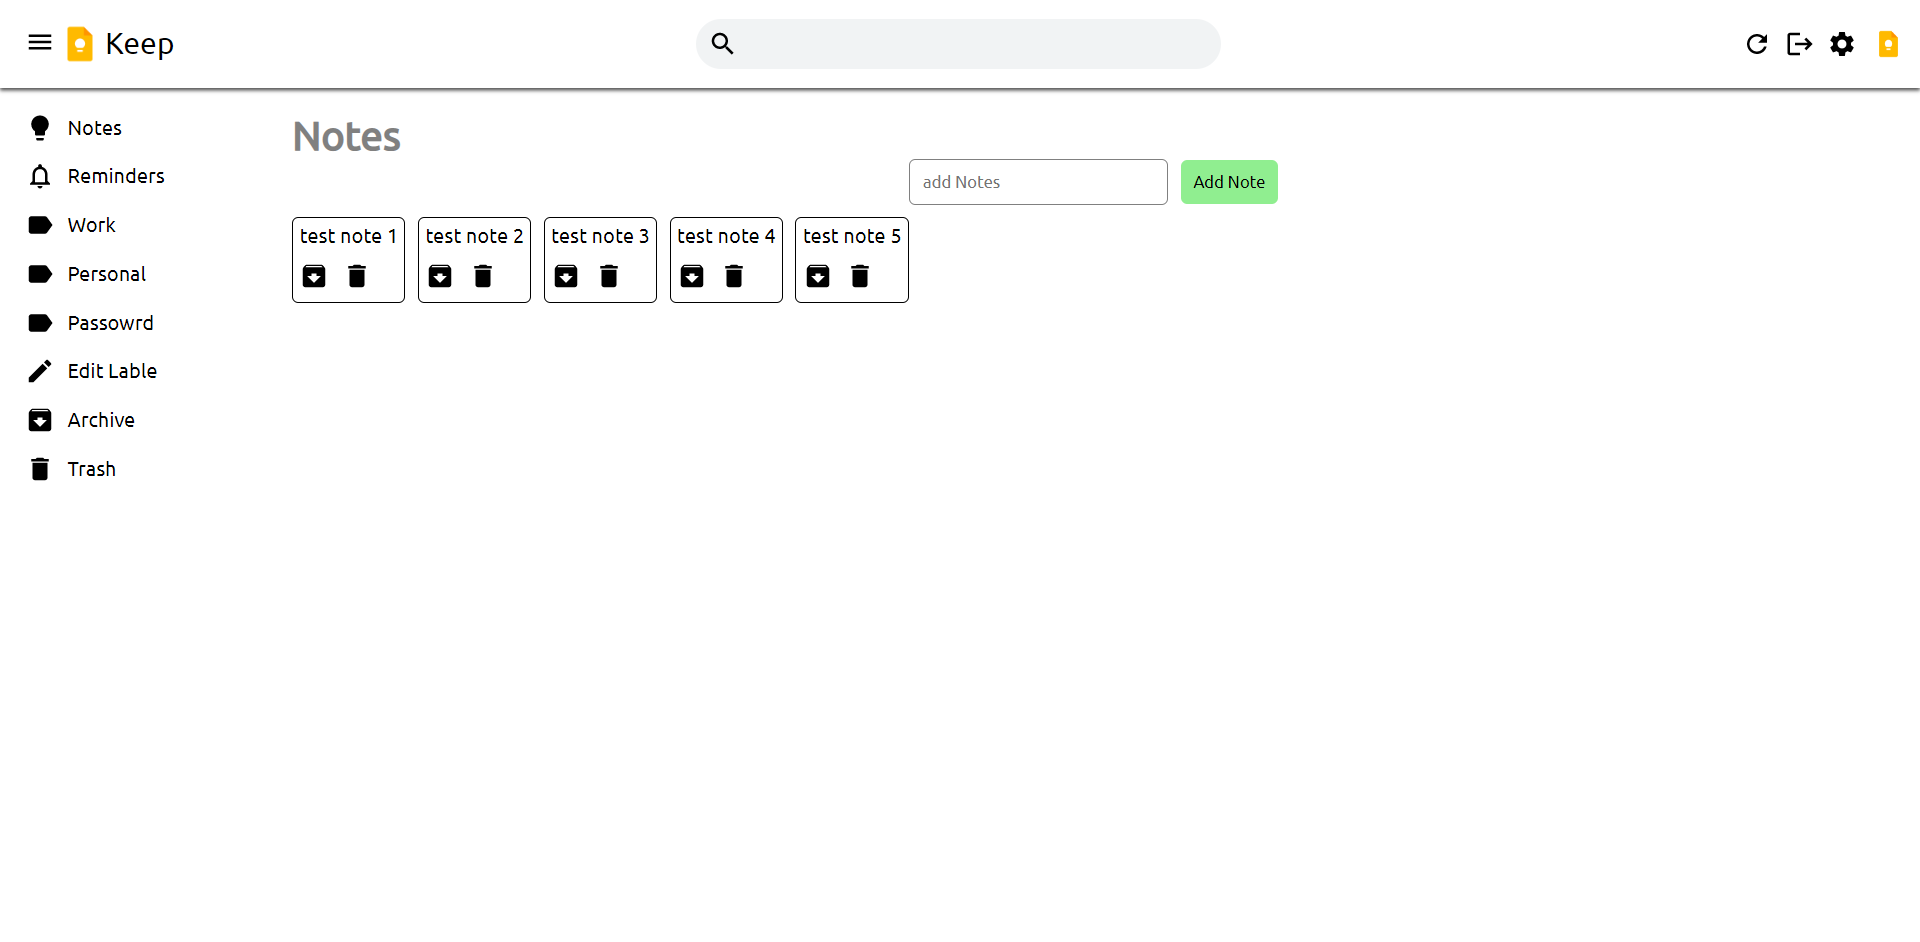 Keep
Notes
Reminders
Work
Personal
Passowrd
Edit Lable
Archive
Trash
Notes
add Notes Add Note
test note 1 test note 2 test note 3 test note 4 test note 5